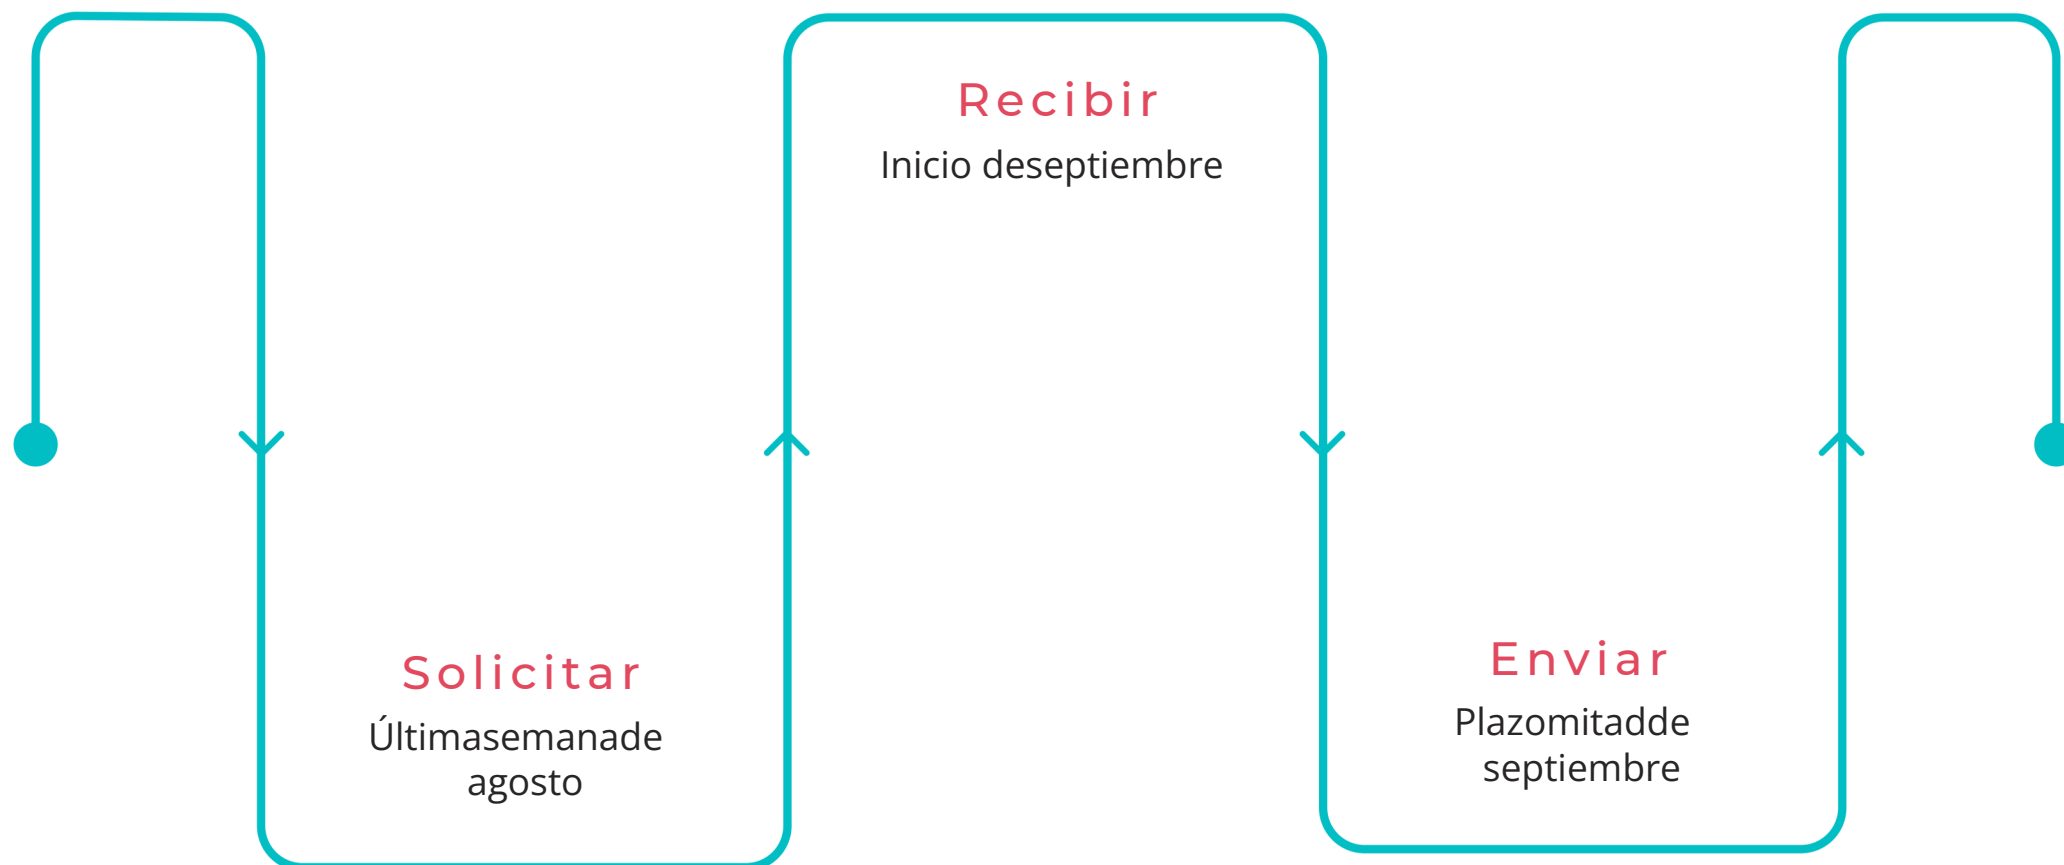 Recibir
Inicio deseptiembre
Solicitar
Últimasemanade
agosto
Enviar
Plazomitadde
septiembre